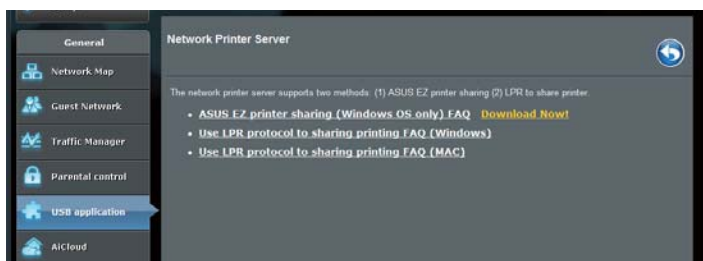 General
Network Map
Guest Network
Traffic Manager
Parental control
USB application
AiCloud
Network Printer Server
The network printer server supports two methods: (1) ASUS EZ printer sharing (2) LPR to share printer.
ASUS EZ printer sharing (Windows OS only) FAQ Download Now!
Use LPR protocol to sharing printing FAQ (Windows)
Use LPR protocol to sharing printing FAQ (MAC)